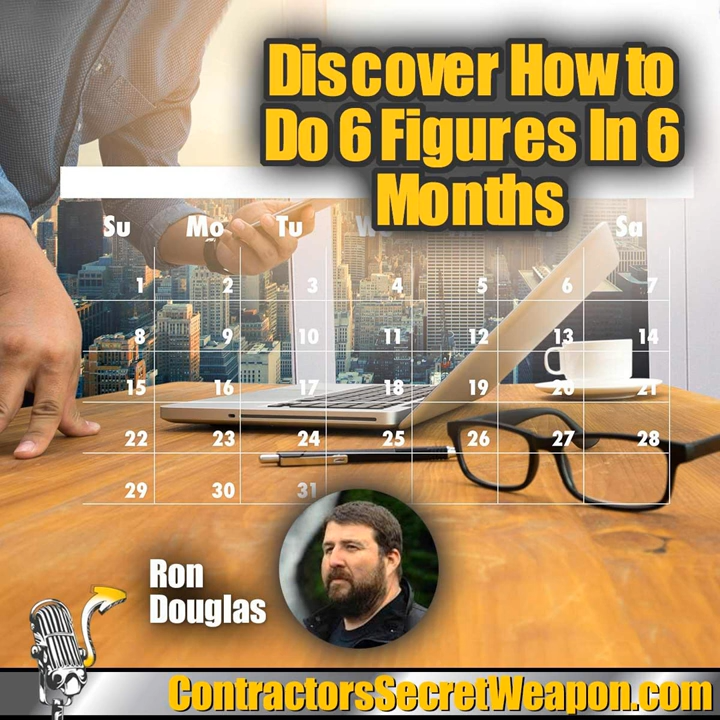 Discover How to
Do 6 Figures In 6
Months
Su Mo Tu W Sa
1 2 3 4 5 6 7
8 9 10 11 12 13 14
15 16 17 18 19 20 21
22 23 24 25 26 27 28
29 30 31
Ron
Douglas
ContractorsSecretWeapon.com